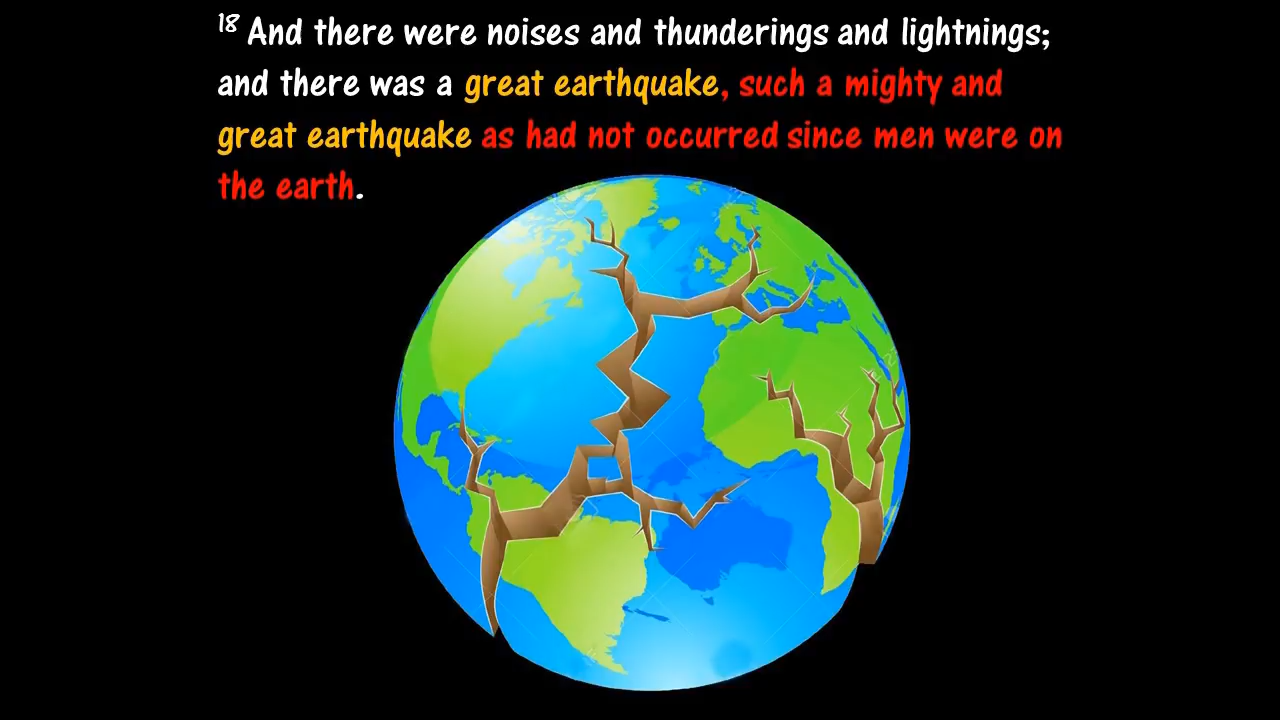 18 And there were noises and thunderings and lightnings;
and there was a great earthquake, such a mighty and
great earthquake as had not occurred since men were on
the earth.